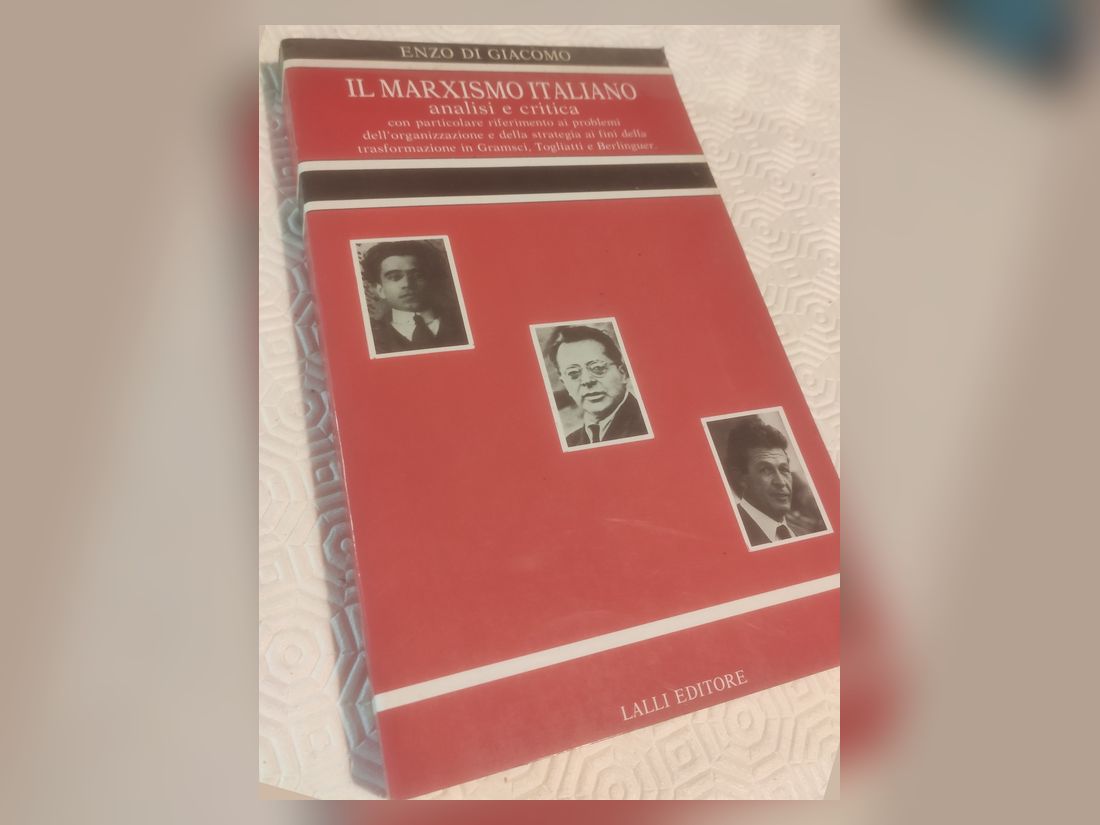 ENZO DI GIACOMO
IL MARXISMO ITALIANO
analisi e critica
con particolare riferimento ai problemi
dell'organizzazione e della strategia ai fini della
trasformazione in Gramsci, Togliatti e Berlinguer.
LALLI EDITORE